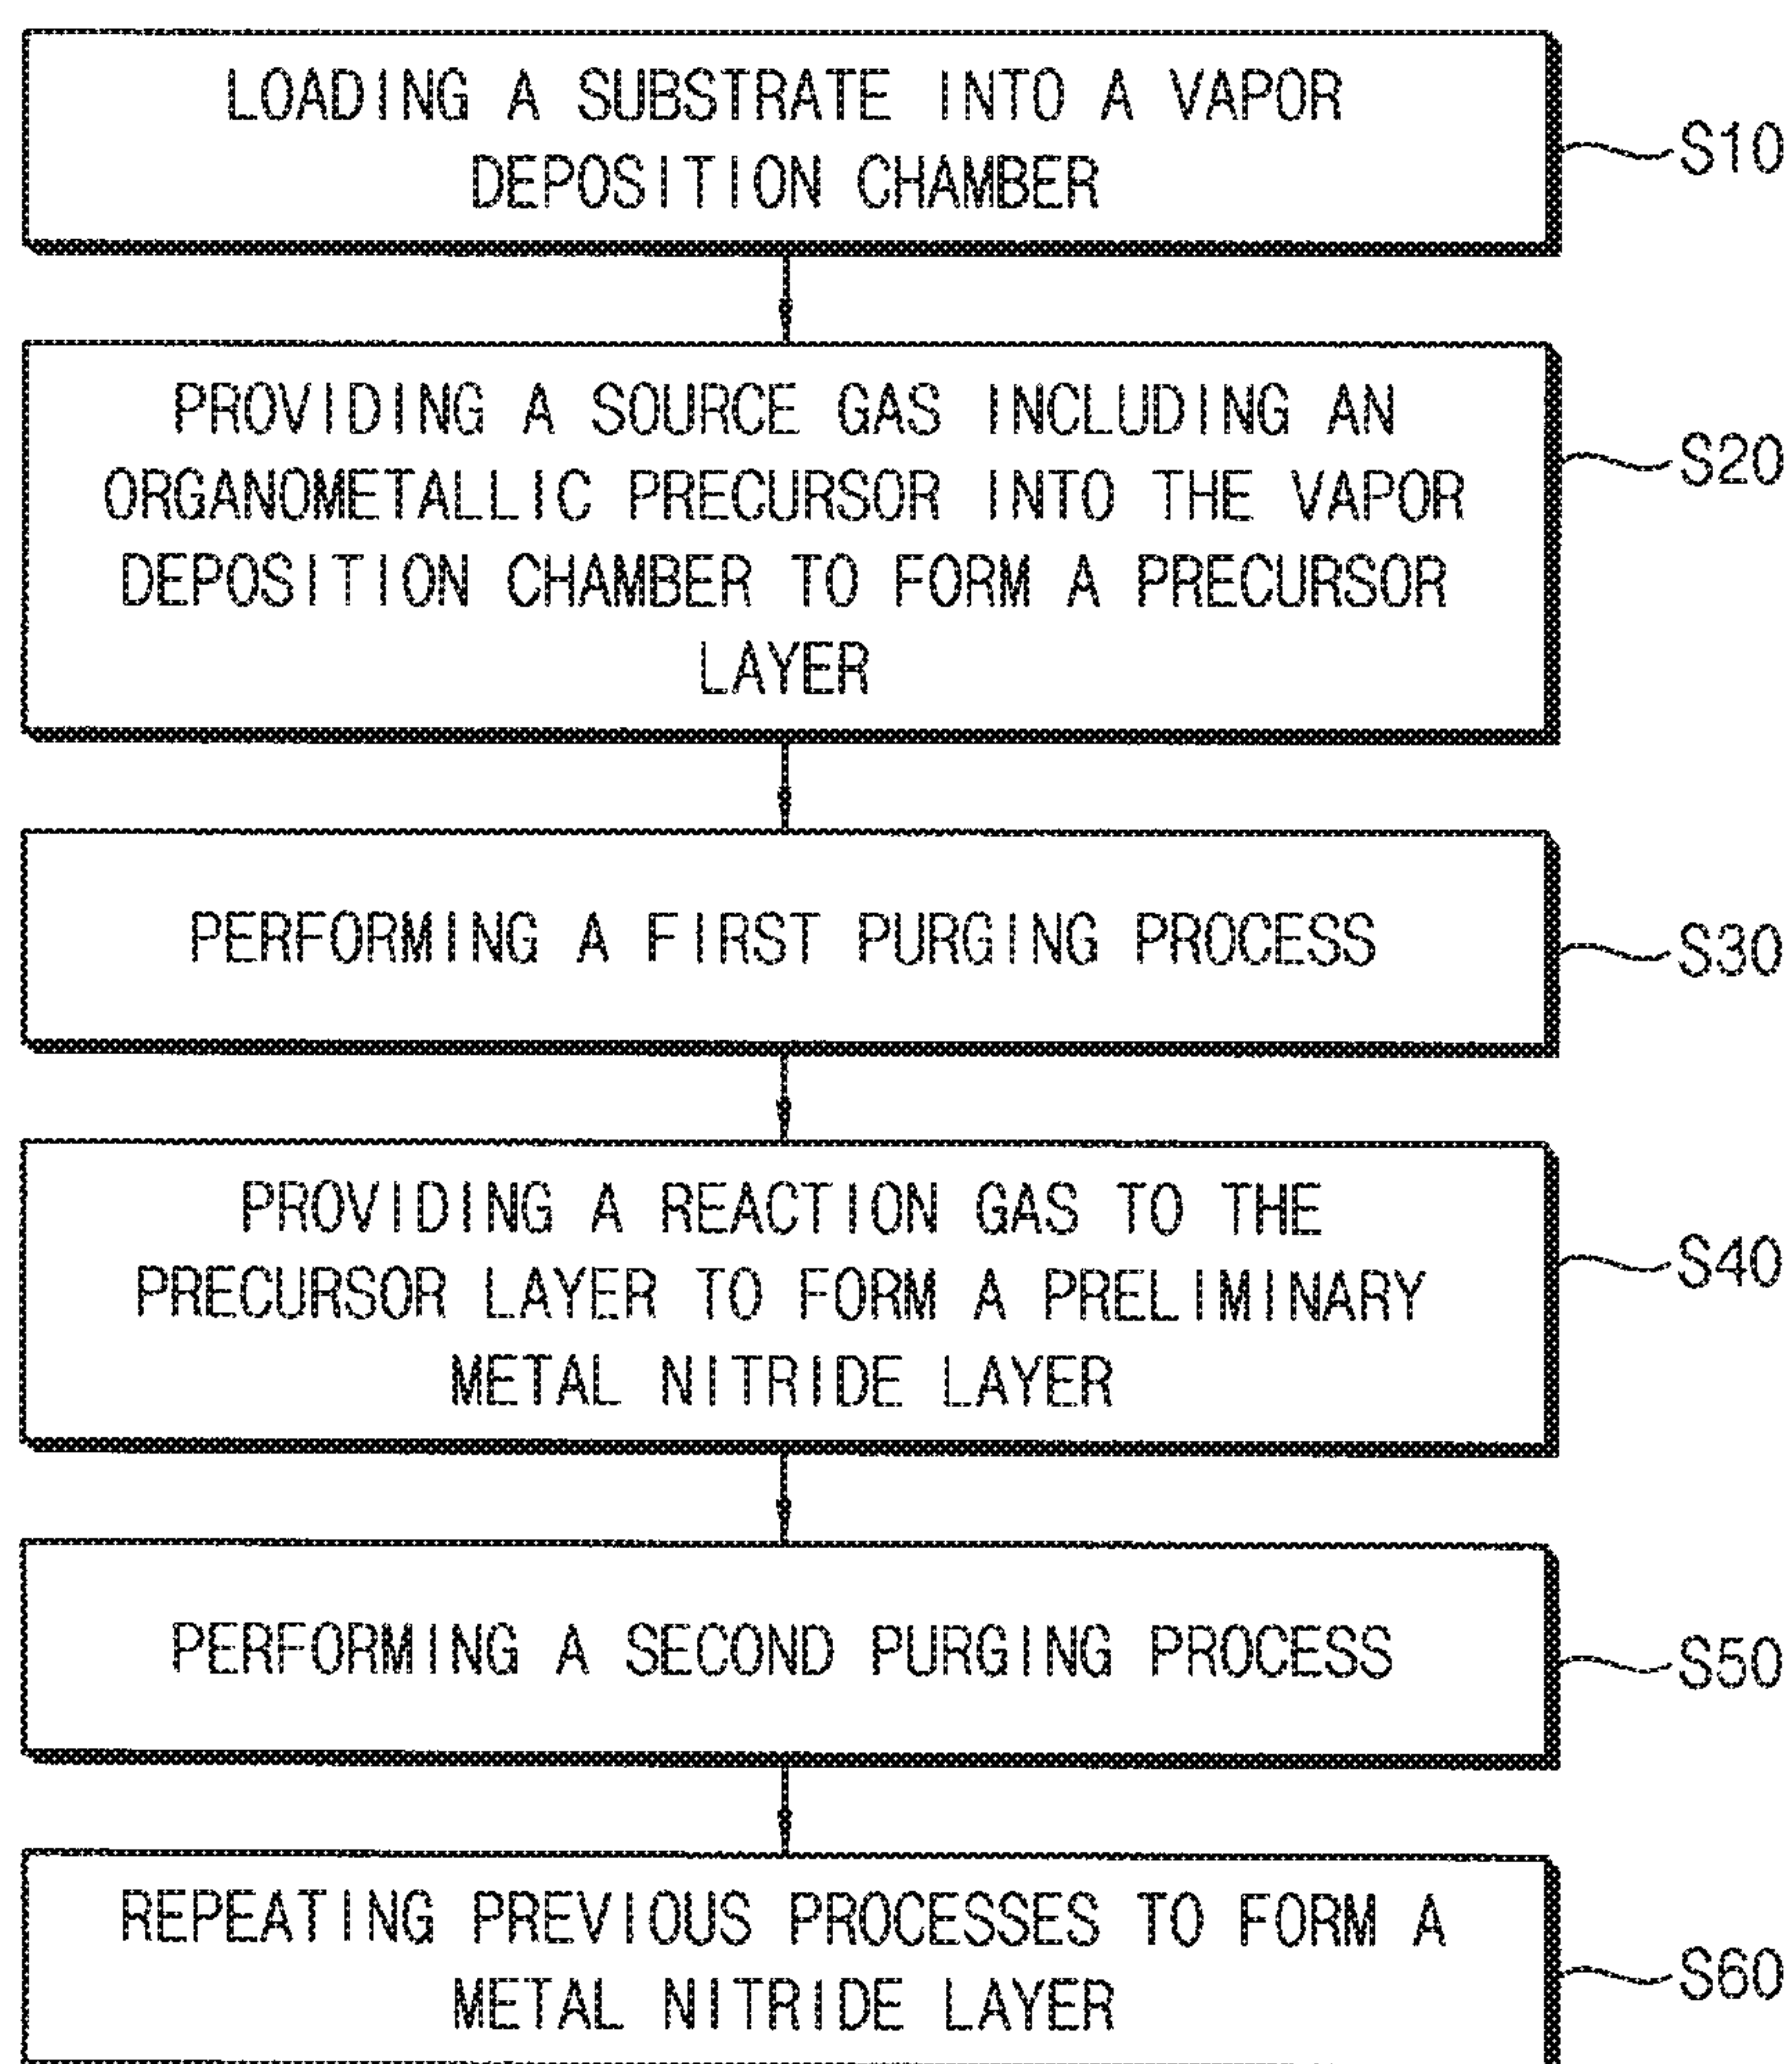 LOADING A SUBSTRATE INTO A VAPOR
DEPOSITION CHAMBER
S10
PROVIDING A SOURCE GAS INCLUDING AN
ORGANOMETALLIC PRECURSOR INTO THE VAPOR
DEPOSITION CHAMBER TO FORM A PRECURSOR
LAYER
S20
PERFORMING A FIRST PURGING PROCESS
S30
PROVIDING A REACTION GAS TO THE
PRECURSOR LAYER TO FORM A PRELIMINARY
METAL NITRIDE LAYER
S40
PERFORMING A SECOND PURGING PROCESS
S50
REPEATING PREVIOUS PROCESSES TO FORM A
METAL NITRIDE LAYER
S60